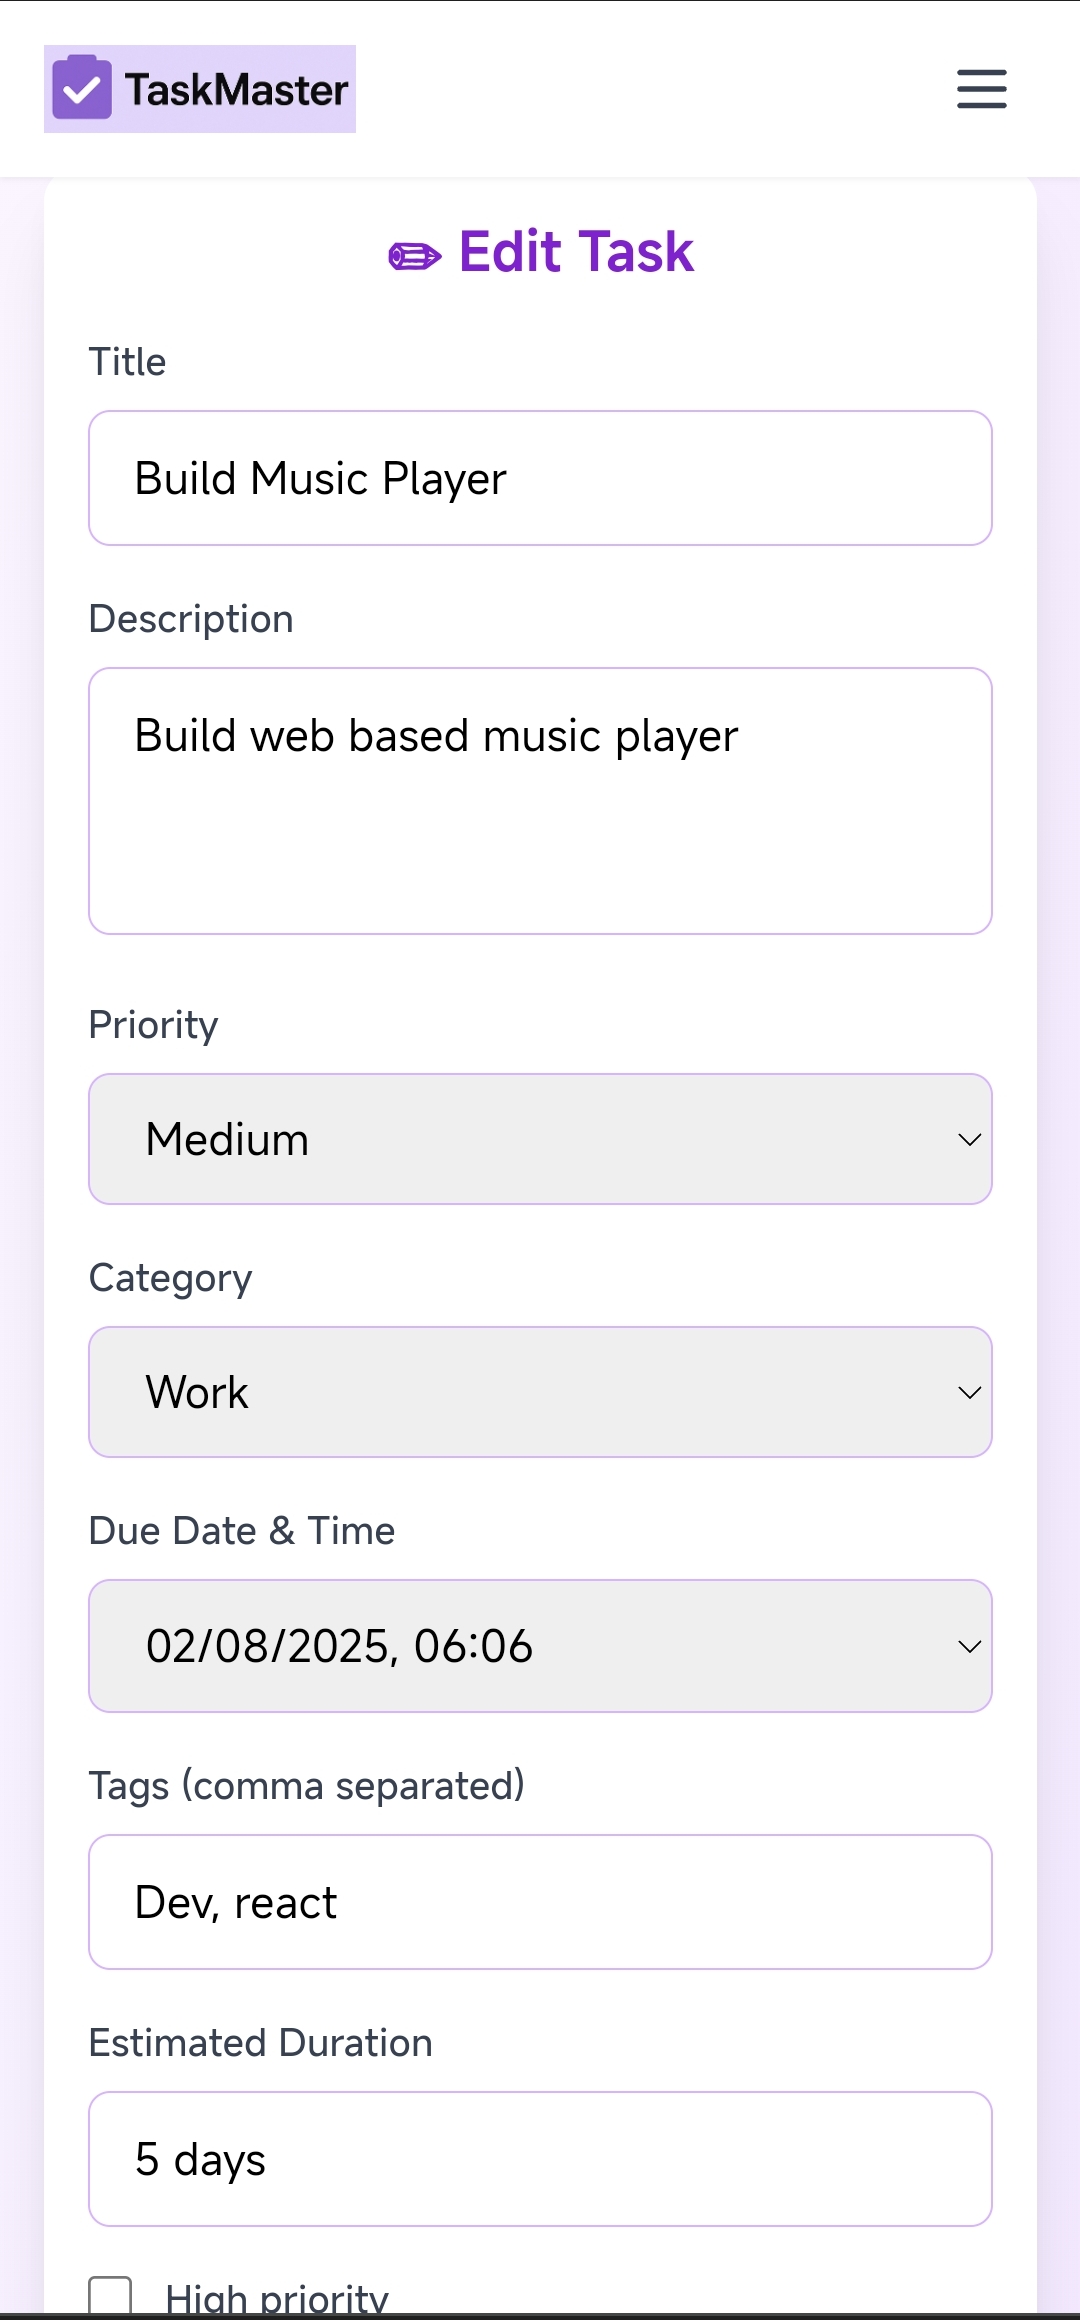 TaskMaster
✏ Edit Task
Title
Build Music Player
Description
Build web based music player
Priority
Medium
Category
Work
Due Date & Time
02/08/2025, 06:06
Tags (comma separated)
Dev, react
Estimated Duration
5 days
High priority